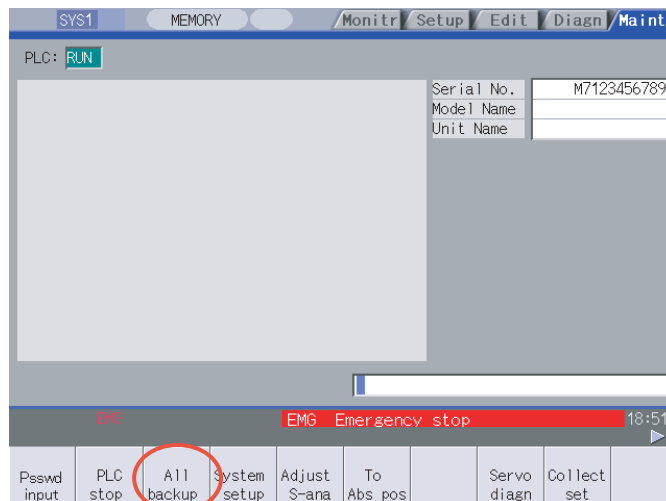 SYS1 MEMORY Monitr Setup Edit Diagn Maint
PLC: RUN
Serial No. M7123456789
Model Name
Unit Name
EMG EMG Emergency stop 18:51
Psswd input
PLC stop
All backup
System setup
Adjust S-ana
To Abs pos
Servo diagn
Collect set